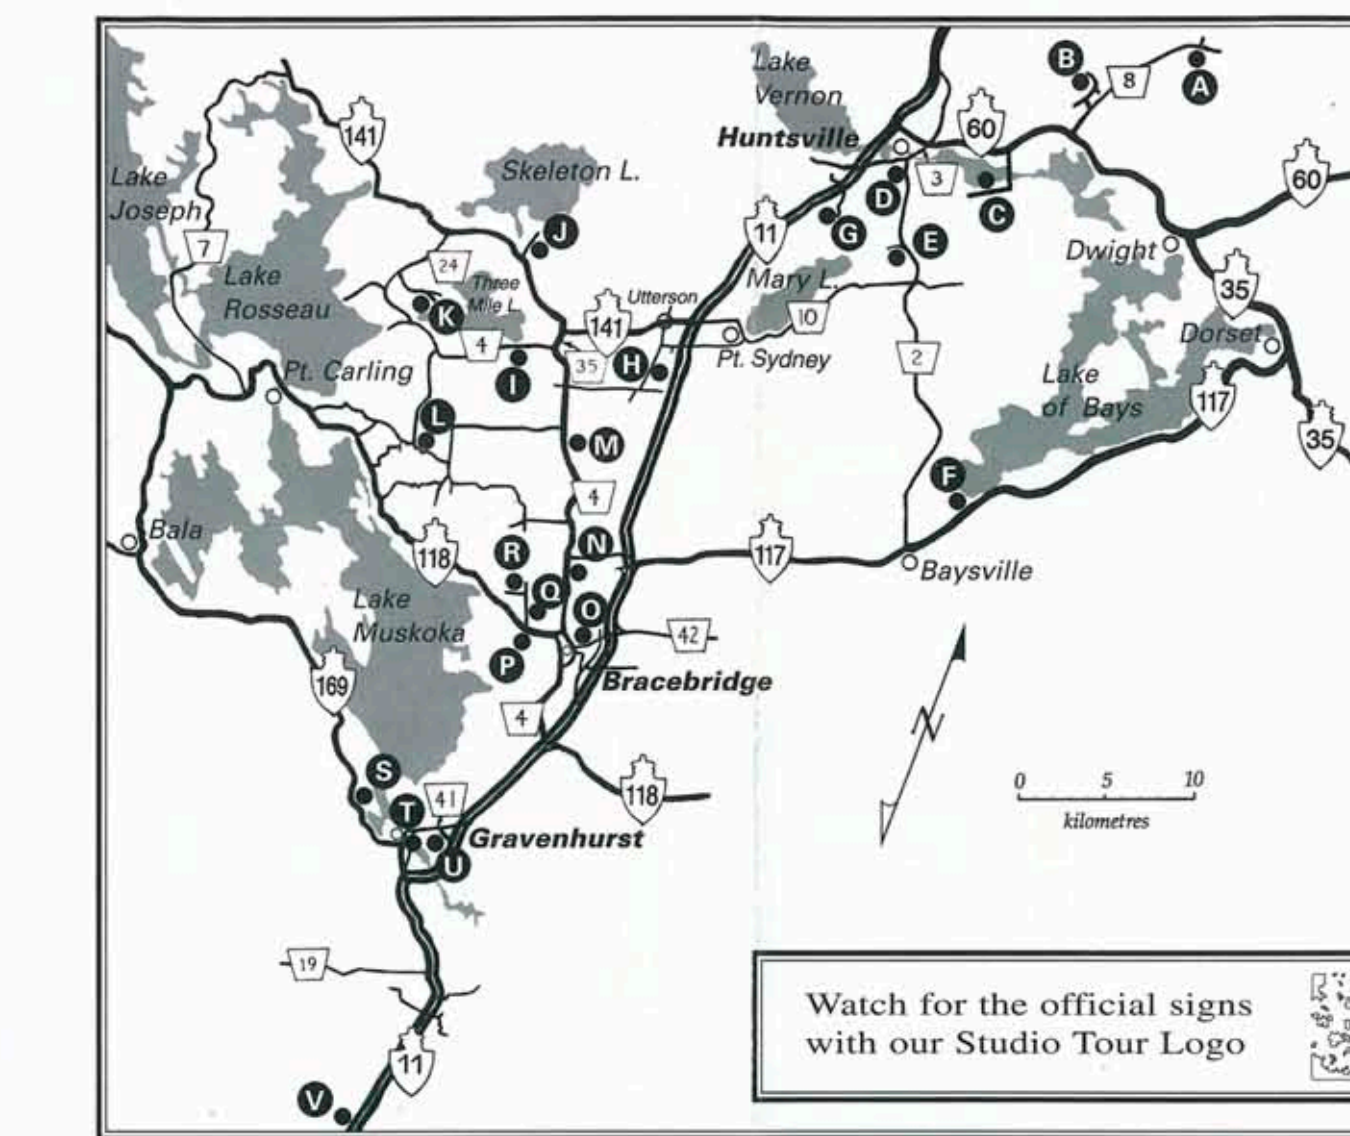 Lake
Vernon
B
8
A
141
Huntsville
60
Skeleton L.
Lake
Joseph
3
60
D
C
J
11
G
E
7
24
Dwight
Lake
Rosseau
Three
Mile L.
Mary L.
35
K
Utterson
141
10
Dorset
4
35
H
Pt. Sydney
2
Pt. Carling
I
Lake
of Bays
117
L
M
35
F
4
Bala
118
R
N
117
Baysville
Q
O
Lake
Muskoka
42
P
169
Bracebridge
4
N
S
41
118
0 5 10
kilometres
T
Gravenhurst
U
19
Watch for the official signs
with our Studio Tour Logo
11
V